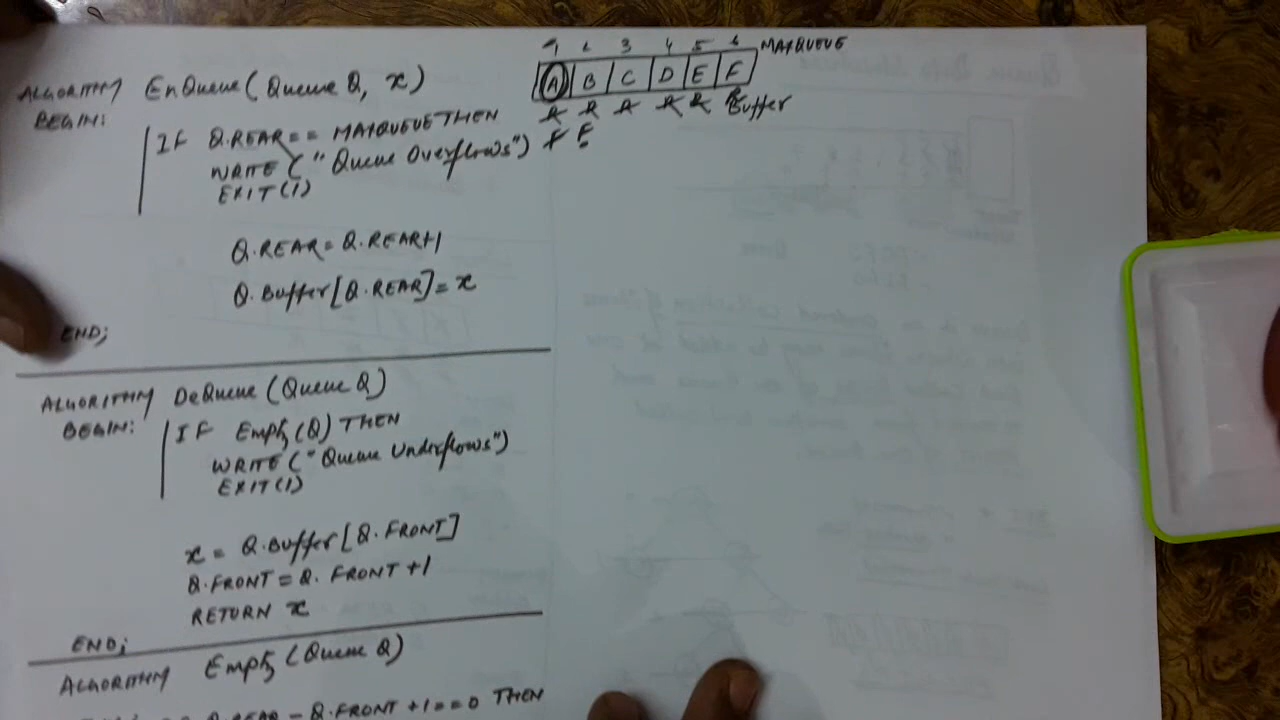 1 2 3 4 5 6 MAXQUEUE
A B C D E F
R R R R R R Buffer
F F
ALGORITHM EnQueue(Queue Q, x)
BEGIN:
IF Q.REAR == MAXQUEUE THEN
WRITE ("Queue Overflows")
EXIT(1)
Q.REAR = Q.REAR+1
Q.Buffer[Q.REAR] = x
END;
ALGORITHM DeQueue(Queue Q)
BEGIN:
IF Empty(Q) THEN
WRITE ("Queue Underflows")
EXIT(1)
x = Q.Buffer[Q.FRONT]
Q.FRONT = Q.FRONT +1
RETURN x
END;
ALGORITHM Empty(Queue Q)
Q.REAR - Q.FRONT +1 == 0 THEN